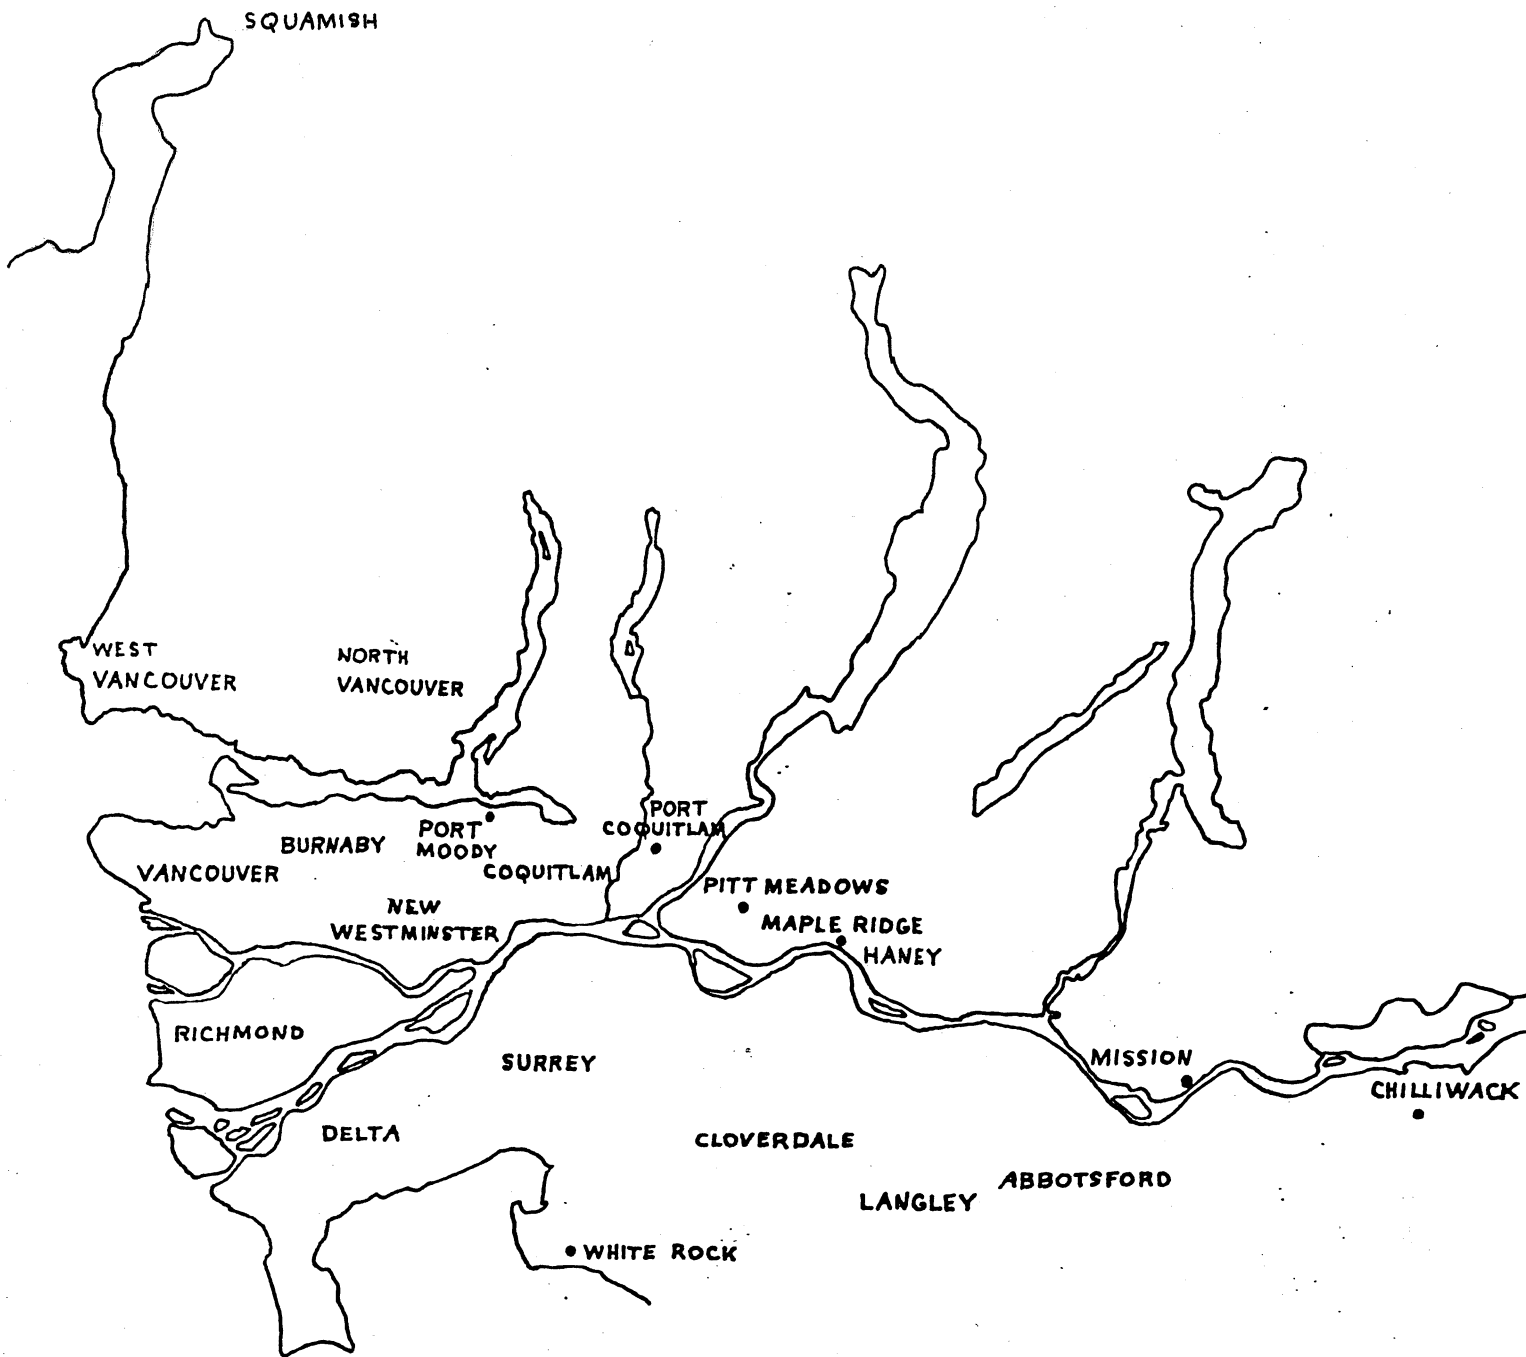 SQUAMISH
WEST
VANCOUVER
NORTH
VANCOUVER
PORT
COQUITLAM
BURNABY
PORT
MOODY
VANCOUVER
COQUITLAM
PITT MEADOWS
NEW
WESTMINSTER
MAPLE RIDGE
HANEY
RICHMOND
SURREY
MISSION
CHILLIWACK
DELTA
CLOVERDALE
ABBOTSFORD
LANGLEY
WHITE ROCK